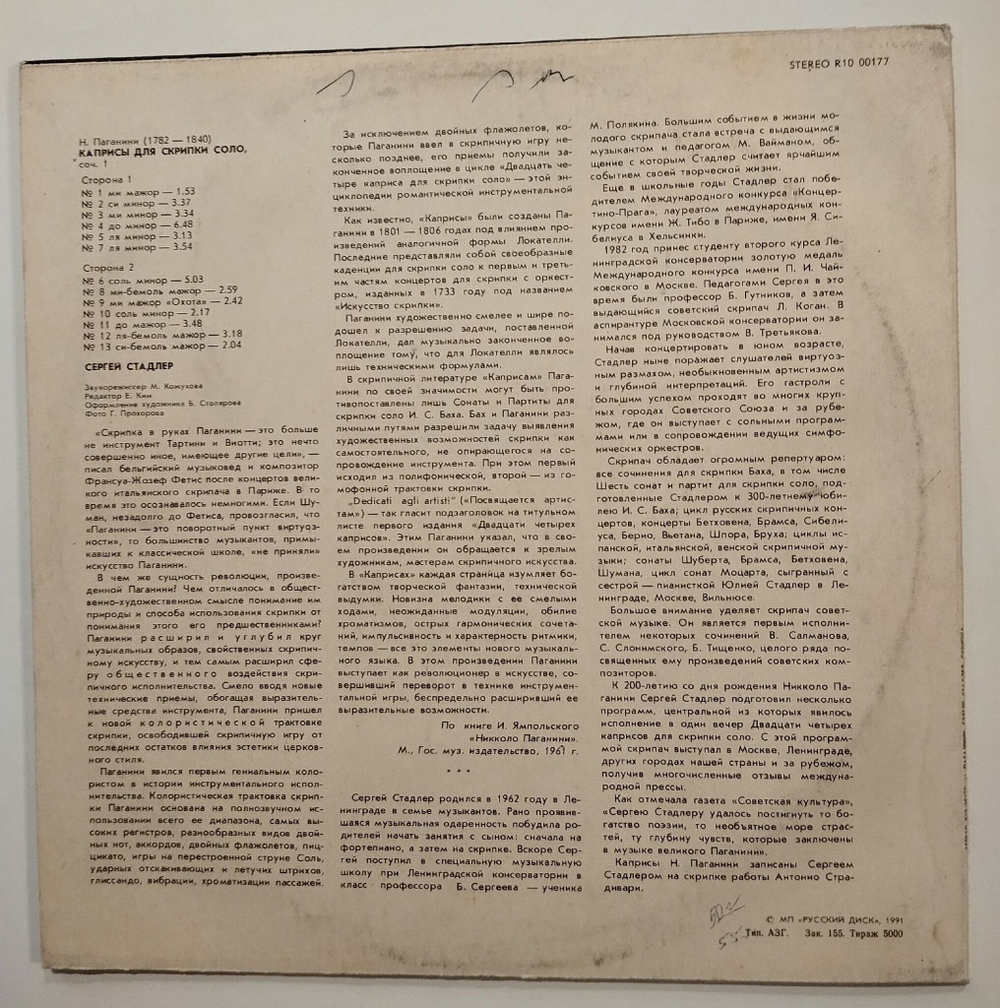 STEREO R10 00177
Н. Паганини (1782 — 1840)
КАПРИСЫ ДЛЯ СКРИПКИ СОЛО,
соч. 1
Сторона 1
№ 1 ми мажор — 1.53
№ 2 си минор — 3.37
№ 3 ми минор — 3.34
№ 4 до минор — 6.48
№ 5 ля минор — 3.13
№ 7 ля минор — 3.54
Сторона 2
№ 6 соль минор — 5.03
№ 8 ми-бемоль мажор — 2.59
№ 9 ми мажор «Охота» — 2.42
№ 10 соль минор — 2.17
№ 11 до мажор — 3.48
№ 12 ля-бемоль мажор — 3.18
№ 13 си-бемоль мажор — 2.04
СЕРГЕЙ СТАДЛЕР
Звукорежиссер М. Кожухова
Редактор Е. Ким
Оформление художника Б. Столярова
Фото Г. Прохорова
«Скрипка в руках Паганини — это больше
не инструмент Тартини и Виотти; это нечто
совершенно иное, имеющее другие цели», —
писал бельгийский музыковед и композитор
Франсуа-Жозеф Фетис после концертов вели-
кого итальянского скрипача в Париже. В то
время это осознавалось немногими. Если Шу-
ман, незадолго до Фетиса, провозгласил, что
«Паганини — это поворотный пункт виртуоз-
ности», то большинство музыкантов, примы-
кавших к классической школе, «не приняли»
искусство Паганини.
В чем же сущность революции, произве-
денной Паганини? Чем отличалось в общест-
венно-художественном смысле понимание им
природы и способа использования скрипки от
понимания этого его предшественниками?
Паганини расширил и углубил круг
музыкальных образов, свойственных скрипич-
ному искусству, и тем самым расширил сфе-
ру общественного воздействия скри-
пичного исполнительства. Смело вводя новые
технические приемы, обогащая выразитель-
ные средства инструмента, Паганини пришел
к новой колористической трактовке
скрипки, освободившей скрипичную игру от
последних остатков влияния эстетики церков-
ного стиля.
Паганини явился первым гениальным коло-
ристом в истории инструментального испол-
нительства. Колористическая трактовка скрип-
ки Паганини основана на полнозвучном ис-
пользовании всего ее диапазона, самых вы-
соких регистров, разнообразных видов двой-
ных нот, аккордов, двойных флажолетов, пиц-
цикато, игры на перестроенной струне Соль,
ударных отскакивающих и летучих штрихов,
глиссандо, вибрации, хроматизации пассажей.
За исключением двойных флажолетов, ко-
торые Паганини ввел в скрипичную игру не-
сколько позднее, его приемы получили за-
конченное воплощение в цикле «Двадцать че-
тыре каприса для скрипки соло» — этой эн-
циклопедии романтической инструментальной
техники.
Как известно, «Каприсы» были созданы Па-
ганини в 1801 — 1806 годах под влиянием про-
изведений аналогичной формы Локателли.
Последние представляли собой своеобразные
каденции для скрипки соло к первым и треть-
им частям концертов для скрипки с оркест-
ром, изданных в 1733 году под названием
«Искусство скрипки».
Паганини художественно смелее и шире по-
дошел к разрешению задачи, поставленной
Локателли, дал музыкально законченное во-
площение тому, что для Локателли являлось
лишь техническими формулами.
В скрипичной литературе «Каприсам» Пага-
нини по своей значимости могут быть про-
тивопоставлены лишь Сонаты и Партиты для
скрипки соло И. С. Баха. Бах и Паганини раз-
личными путями разрешили задачу выявления
художественных возможностей скрипки как
самостоятельного, не опирающегося на со-
провождение инструмента. При этом первый
исходил из полифонической, второй — из го-
мофонной трактовки скрипки.
„Dedicati agli artisti“ («Посвящается артис-
там») — так гласит подзаголовок на титульном
листе первого издания «Двадцати четырех
каприсов». Этим Паганини указал, что в сво-
ем произведении он обращается к зрелым
художникам, мастерам скрипичного искусства.
В «Каприсах» каждая страница изумляет бо-
гатством творческой фантазии, технической
выдумки. Новизна мелодики с ее смелыми
ходами, неожиданные модуляции, обилие
хроматизмов, острых гармонических сочета-
ний, импульсивность и характерность ритмики,
темпов — все это элементы нового музыкаль-
ного языка. В этом произведении Паганини
выступает как революционер в искусстве, со-
вершивший переворот в технике инструмен-
тальной игры, беспредельно расширивший ее
выразительные возможности.
По книге И. Ямпольского
«Никколо Паганини».
М., Гос. муз. издательство, 1961 г.
* * *
Сергей Стадлер родился в 1962 году в Ле-
нинграде в семье музыкантов. Рано проявив-
шаяся музыкальная одаренность побудила ро-
дителей начать занятия с сыном: сначала на
фортепиано, а затем на скрипке. Вскоре Сер-
гей поступил в специальную музыкальную
школу при Ленинградской консерватории в
класс профессора Б. Сергеева — ученика
М. Полякина. Большим событием в жизни мо-
лодого скрипача стала встреча с выдающимся
музыкантом и педагогом М. Вайманом, об-
щение с которым Стадлер считает ярчайшим
событием своей творческой жизни.
Еще в школьные годы Стадлер стал побе-
дителем Международного конкурса «Концер-
тино-Прага», лауреатом международных кон-
курсов имени Ж. Тибо в Париже, имени Я. Си-
белиуса в Хельсинки.
1982 год принес студенту второго курса Ле-
нинградской консерватории золотую медаль
Международного конкурса имени П. И. Чай-
ковского в Москве. Педагогами Сергея в это
время были профессор Б. Гутников, а затем
выдающийся советский скрипач Л. Коган. В
аспирантуре Московской консерватории он за-
нимался под руководством В. Третьякова.
Начав концертировать в юном возрасте,
Стадлер ныне поражает слушателей виртуоз-
ным размахом, необыкновенным артистизмом
и глубиной интерпретаций. Его гастроли с
большим успехом проходят во многих круп-
ных городах Советского Союза и за рубе-
жом, где он выступает с сольными програм-
мами или в сопровождении ведущих симфо-
нических оркестров.
Скрипач обладает огромным репертуаром:
все сочинения для скрипки Баха, в том числе
Шесть сонат и партит для скрипки соло, под-
готовленные Стадлером к 300-летнему юби-
лею И. С. Баха; цикл русских скрипичных кон-
цертов, концерты Бетховена, Брамса, Сибели-
уса, Берио, Вьетана, Шпора, Бруха; циклы ис-
панской, итальянской, венской скрипичной му-
зыки; сонаты Шуберта, Брамса, Бетховена,
Шумана, цикл сонат Моцарта, сыгранный с
сестрой — пианисткой Юлией Стадлер в Ле-
нинграде, Москве, Вильнюсе.
Большое внимание уделяет скрипач совет-
ской музыке. Он является первым исполни-
телем некоторых сочинений В. Салманова,
С. Слонимского, Б. Тищенко, целого ряда по-
священных ему произведений советских ком-
позиторов.
К 200-летию со дня рождения Никколо Па-
ганини Сергей Стадлер подготовил несколько
программ, центральной из которых явилось
исполнение в один вечер Двадцати четырех
каприсов для скрипки соло. С этой програм-
мой скрипач выступал в Москве, Ленинграде,
других городах нашей страны и за рубежом,
получив многочисленные отзывы междуна-
родной прессы.
Как отмечала газета «Советская культура»,
«Сергею Стадлеру удалось постигнуть то бо-
гатство поэзии, то необъятное море страс-
тей, ту глубину чувств, которые заключены
в музыке великого Паганини».
Каприсы Н. Паганини записаны Сергеем
Стадлером на скрипке работы Антонио Стра-
дивари.
© МП «РУССКИЙ ДИСК», 1991
Тип. АЗГ. Зак. 155. Тираж 5000